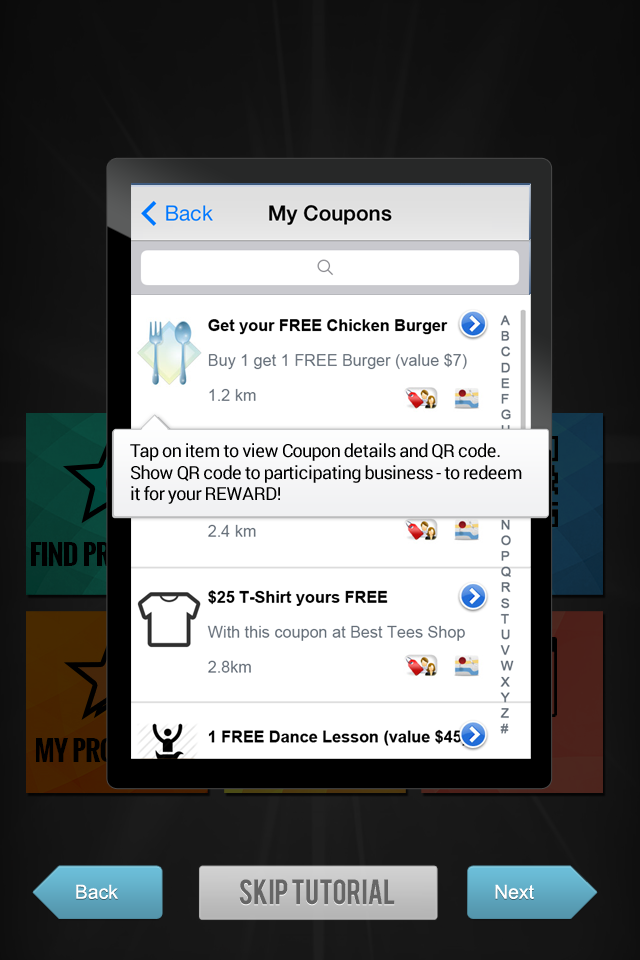 Back
My Coupons
Get your FREE Chicken Burger
Buy 1 get 1 FREE Burger (value $7)
1.2 km
Tap on item to view Coupon details and QR code.
Show QR code to participating business - to redeem
it for your REWARD!
2.4 km
$25 T-Shirt yours FREE
With this coupon at Best Tees Shop
2.8km
1 FREE Dance Lesson (value $45
A
B
C
D
E
F
G
N
O
P
Q
R
S
T
U
V
W
X
Y
Z
#
FIND PR
MY PRO
Back
SKIP TUTORIAL
Next